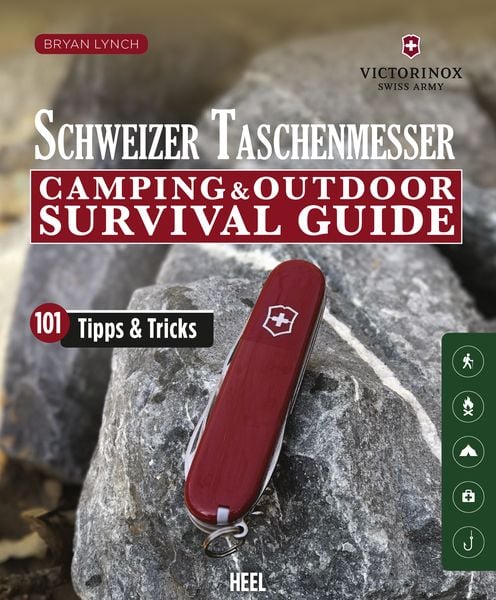 BRYAN LYNCH
VICTORINOX
SWISS ARMY
SCHWEIZER TASCHENMESSER
CAMPING & OUTDOOR
SURVIVAL GUIDE
101 Tipps & Tricks
HEEL